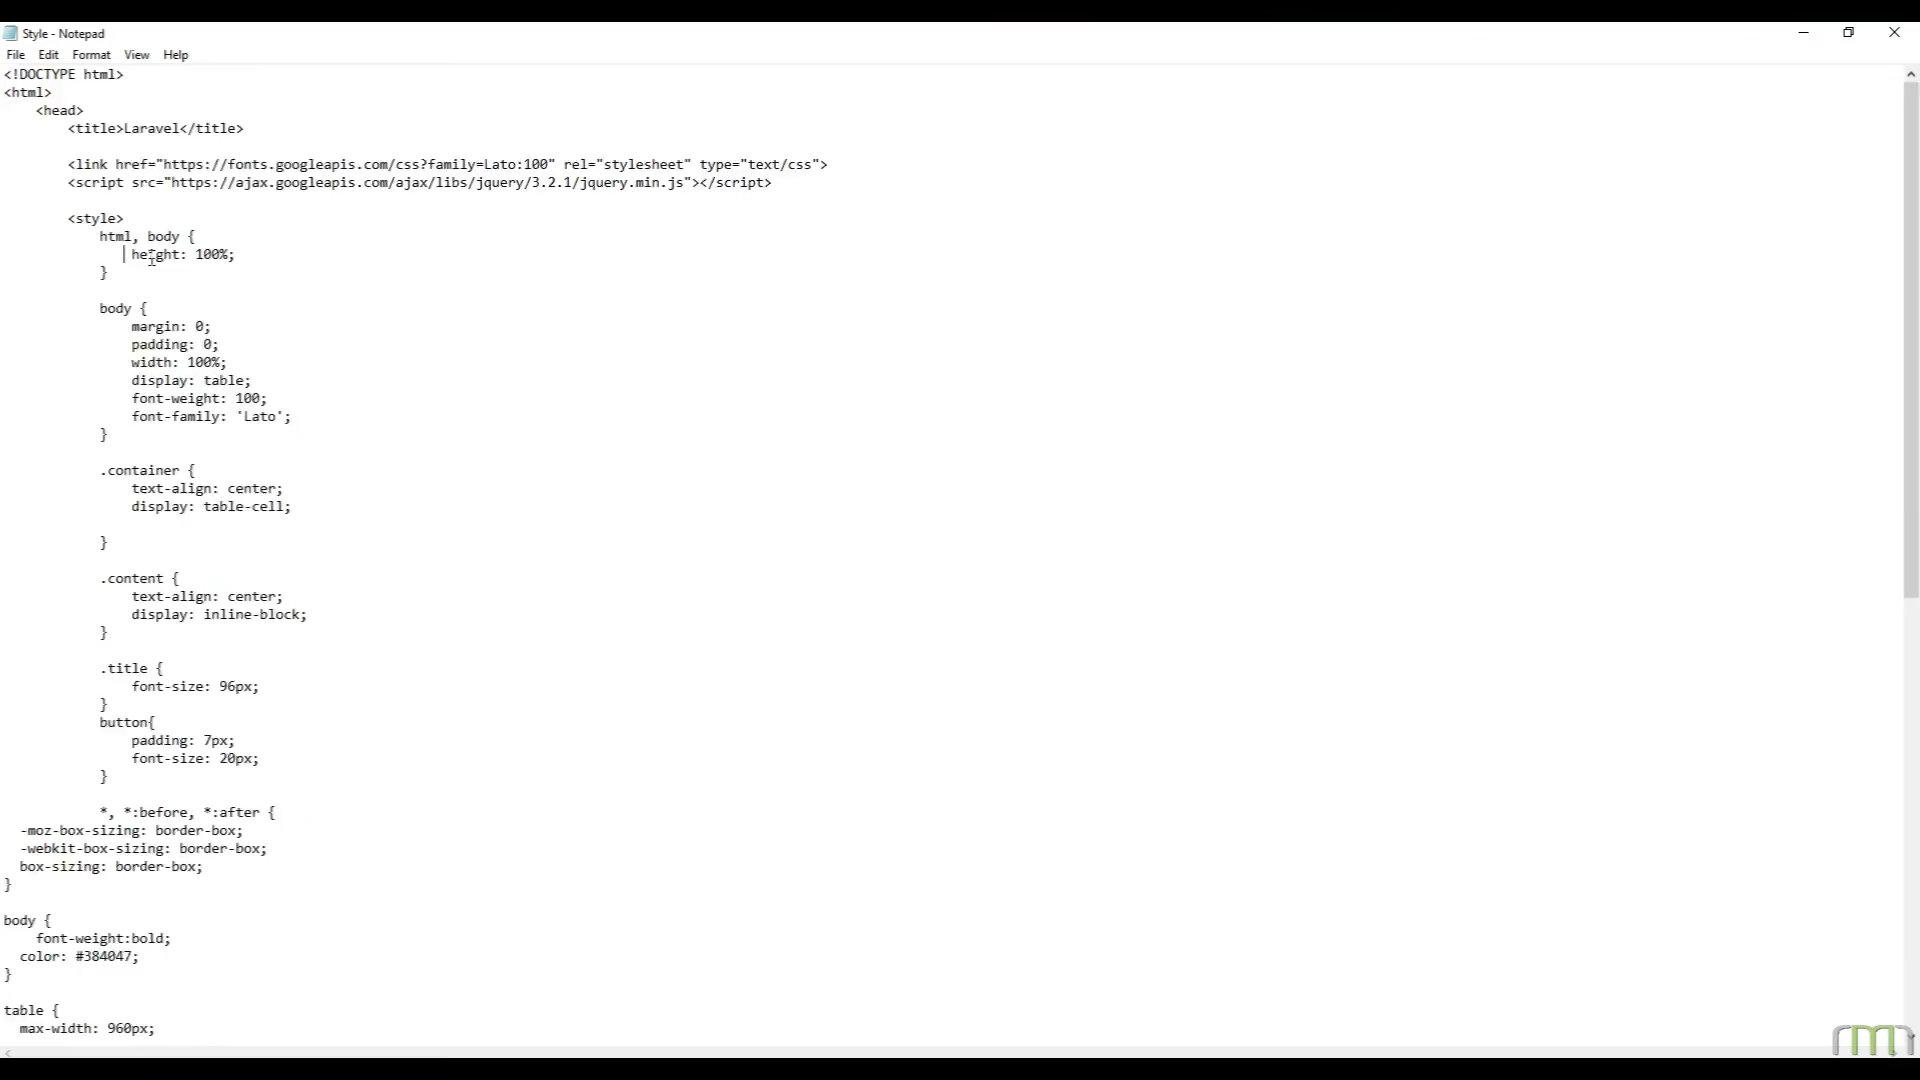 Style - Notepad
File Edit Format View Help
<!DOCTYPE html>
<html>
    <head>
        <title>Laravel</title>

        <link href="https://fonts.googleapis.com/css?family=Lato:100" rel="stylesheet" type="text/css">
        <script src="https://ajax.googleapis.com/ajax/libs/jquery/3.2.1/jquery.min.js"></script>

        <style>
            html, body {
                height: 100%;
            }

            body {
                margin: 0;
                padding: 0;
                width: 100%;
                display: table;
                font-weight: 100;
                font-family: 'Lato';
            }

            .container {
                text-align: center;
                display: table-cell;

            }

            .content {
                text-align: center;
                display: inline-block;
            }

            .title {
                font-size: 96px;
            }
            button{
                padding: 7px;
                font-size: 20px;
            }

            *, *:before, *:after {
  -moz-box-sizing: border-box;
  -webkit-box-sizing: border-box;
  box-sizing: border-box;
}

body {
    font-weight:bold;
  color: #384047;
}

table {
  max-width: 960px;